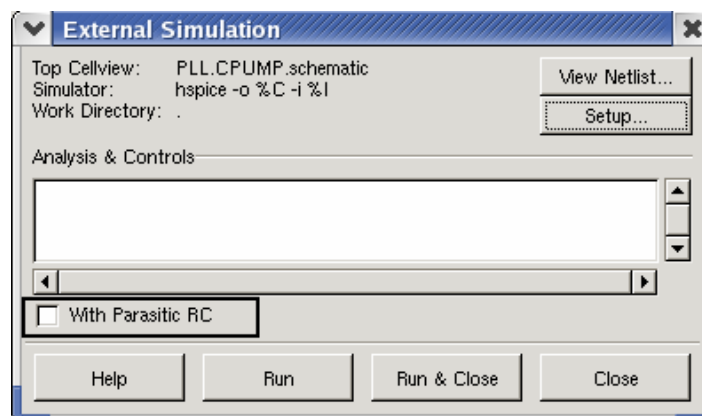 External Simulation
Top Cellview: PLL.CPUMP.schematic
Simulator: hspice -o %C -i %I
Work Directory: .
View Netlist...
Setup...
Analysis & Controls
With Parasitic RC
Help Run Run & Close Close